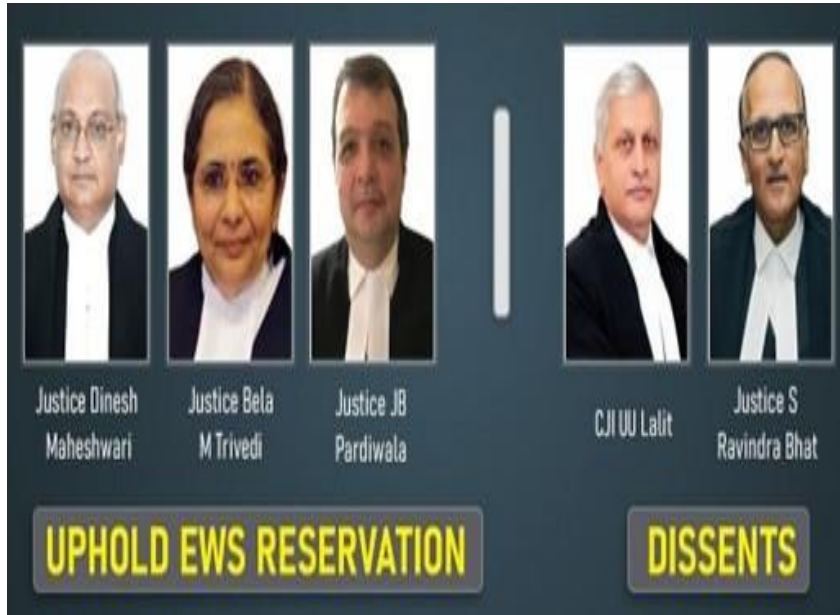 Justice Dinesh
Maheshwari
Justice Bela
M Trivedi
Justice JB
Pardiwala
CJI UU Lalit
Justice S
Ravindra Bhat
UPHOLD EWS RESERVATION
DISSENTS